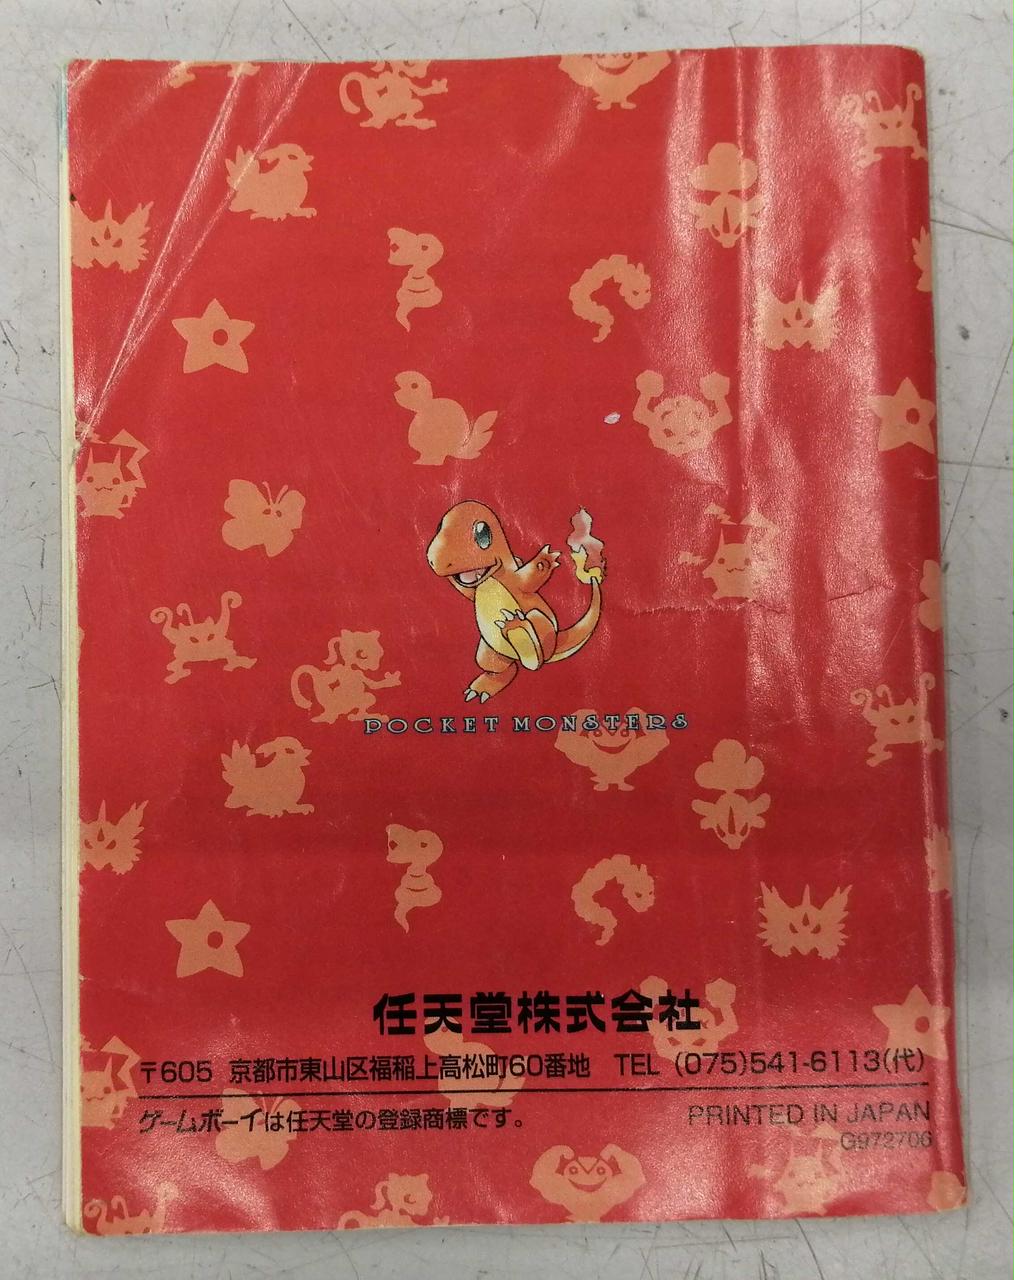 POCKET MONSTERS
任天堂株式会社
〒605 京都市東山区福稲上高松町60番地 TEL (075)541-6113(代)
ゲームボーイは任天堂の登録商標です。
PRINTED IN JAPAN
G972706